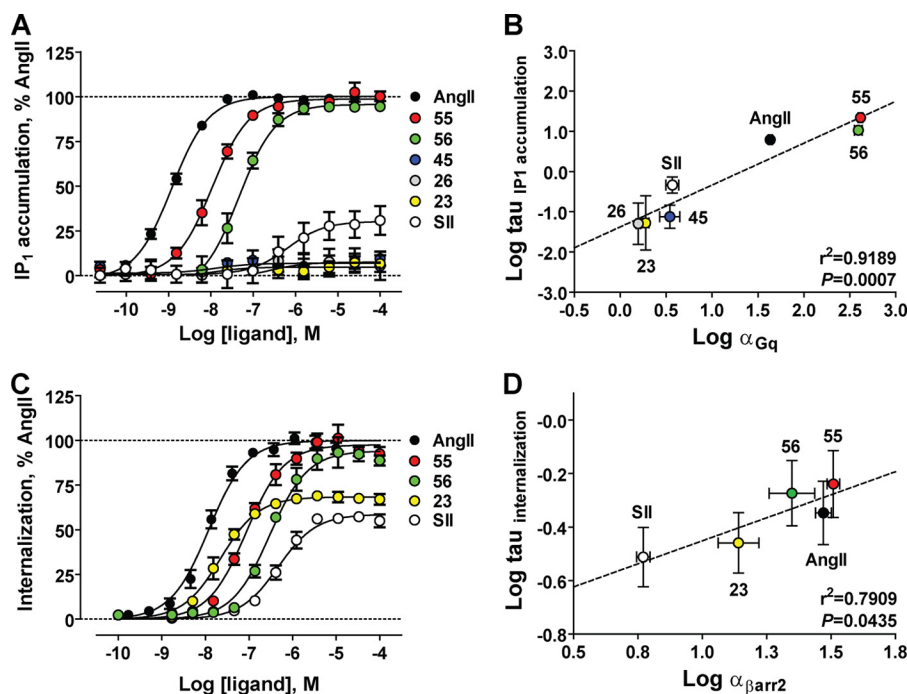 A
IP1 accumulation, % AngII
125
100
75
50
25
0
-10 -9 -8 -7 -6 -5 -4
Log [ligand], M
AngII
55
56
45
26
23
SII
B
Log tau IP1 accumulation
3.0
2.0
1.0
0.0
-1.0
-2.0
-3.0
-0.5 0.0 0.5 1.0 1.5 2.0 2.5 3.0
Log αGq
55
AngII
56
SII
26
45
23
r²=0.9189
P=0.0007
C
Internalization, % AngII
125
100
75
50
25
0
-10 -9 -8 -7 -6 -5 -4
Log [ligand], M
AngII
55
56
23
SII
D
Log tau internalization
-0.0
-0.2
-0.4
-0.6
-0.8
0.5 0.8 1.0 1.3 1.5 1.8
Log αβarr2
56
55
SII
AngII
23
r²=0.7909
P=0.0435